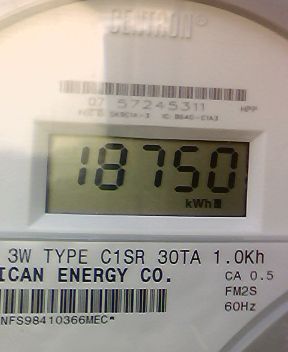 CENTRON®
07 57245311 HPP
18750
kWh
3W TYPE C1SR 30TA 1.0Kh
ICAN ENERGY CO. CA 0.5
FM2S
60Hz
NFS98410366MEC*